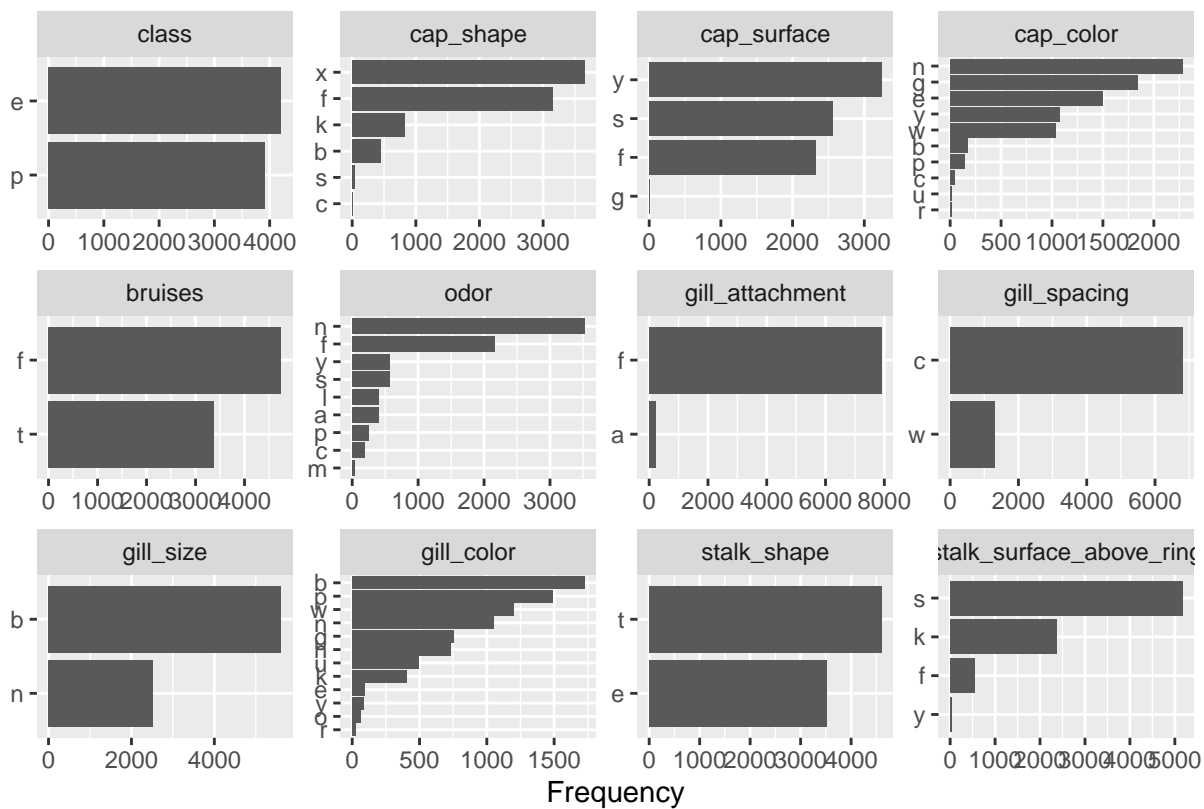 class
cap_shape
cap_surface
cap_color
e
p
0 1000 2000 3000 4000
x
f
k
b
s
c
0 1000 2000 3000
y
s
f
g
0 1000 2000 3000
n
g
e
y
w
b
p
c
u
r
0 500 1000 1500 2000
bruises
odor
gill_attachment
gill_spacing
f
t
0 1000 2000 3000 4000
n
f
y
s
l
a
p
c
m
0 1000 2000 3000
f
a
0 2000 4000 6000 8000
c
w
0 2000 4000 6000
gill_size
gill_color
stalk_shape
stalk_surface_above_ring
b
n
0 2000 4000
b
p
w
n
g
h
u
k
e
y
o
r
0 500 1000 1500
t
e
0 1000 2000 3000 4000
s
k
f
y
0 1000 2000 3000 4000 5000
Frequency